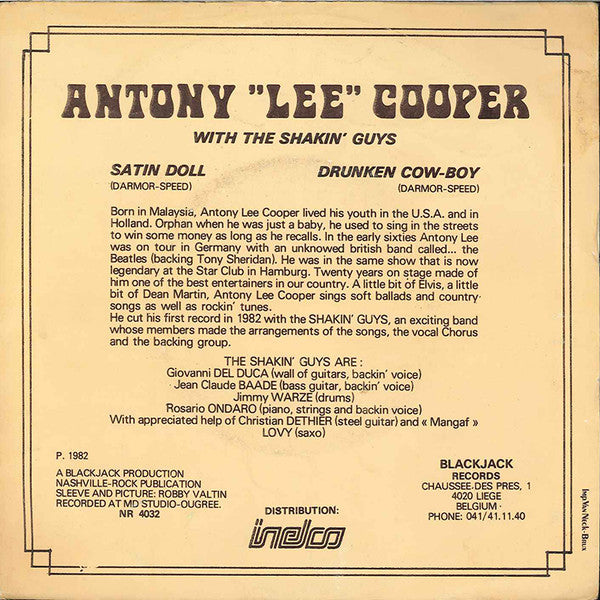 ANTONY "LEE" COOPER
WITH THE SHAKIN' GUYS
SATIN DOLL
(DARMOR-SPEED)
DRUNKEN COW-BOY
(DARMOR-SPEED)
Born in Malaysia, Antony Lee Cooper lived his youth in the U.S.A. and in
Holland. Orphan when he was just a baby, he used to sing in the streets
to win some money as long as he recalls. In the early sixties Antony Lee
was on tour in Germany with an unknowed british band called... the
Beatles (backing Tony Sheridan). He was in the same show that is now
legendary at the Star Club in Hamburg. Twenty years on stage made of
him one of the best entertainers in our country. A little bit of Elvis, a little
bit of Dean Martin, Antony Lee Cooper sings soft ballads and country
songs as well as rockin' tunes.
He cut his first record in 1982 with the SHAKIN' GUYS, an exciting band
whose members made the arrangements of the songs, the vocal Chorus
and the backing group.
THE SHAKIN' GUYS ARE :
Giovanni DEL DUCA (wall of guitars, backin' voice)
Jean Claude BAADE (bass guitar, backin' voice)
Jimmy WARZE (drums)
Rosario ONDARO (piano, strings and backin' voice)
With appreciated help of Christian DETHIER (steel guitar) and « Mangaf »
LOVY (saxo)
P. 1982
A BLACKJACK PRODUCTION
NASHVILLE-ROCK PUBLICATION
SLEEVE AND PICTURE: ROBBY VALTIN
RECORDED AT MD STUDIO-OUGREE.
NR 4032
DISTRIBUTION:
indco
BLACKJACK
RECORDS
CHAUSSEE DES PRES, 1
4020 LIEGE
BELGIUM
PHONE: 041/41.11.40
Imp Van Neck-Brux